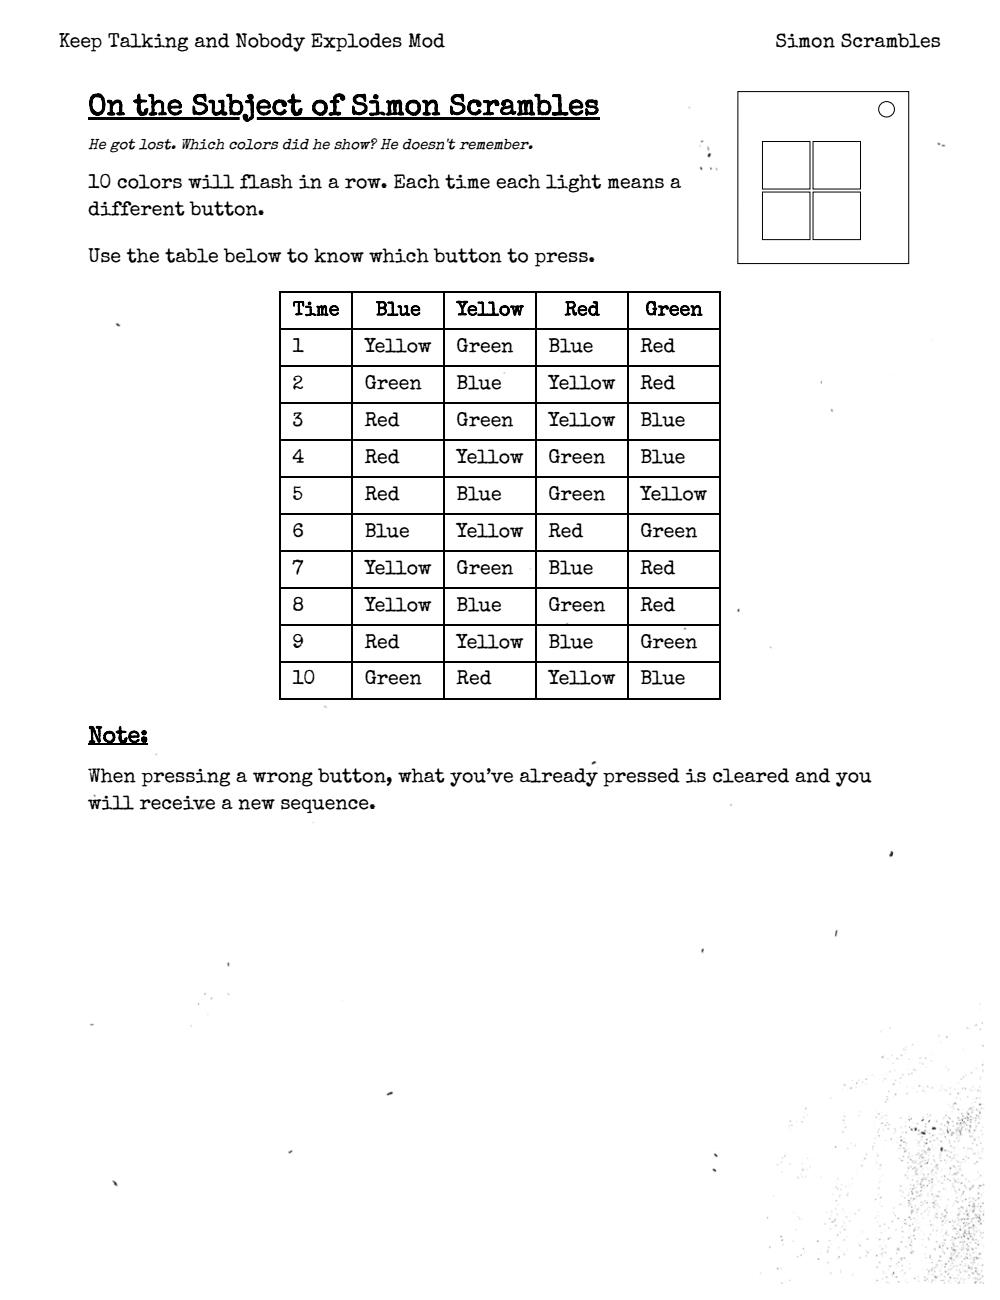 Keep Talking and Nobody Explodes Mod
Simon Scrambles
On the Subject of Simon Scrambles
He got lost. Which colors did he show? He doesn't remember.
10 colors will flash in a row. Each time each light means a
different button.
Use the table below to know which button to press.
Time Blue Yellow Red Green
1 Yellow Green Blue Red
2 Green Blue Yellow Red
3 Red Green Yellow Blue
4 Red Yellow Green Blue
5 Red Blue Green Yellow
6 Blue Yellow Red Green
7 Yellow Green Blue Red
8 Yellow Blue Green Red
9 Red Yellow Blue Green
10 Green Red Yellow Blue
Note:
When pressing a wrong button, what you've already pressed is cleared and you
will receive a new sequence.